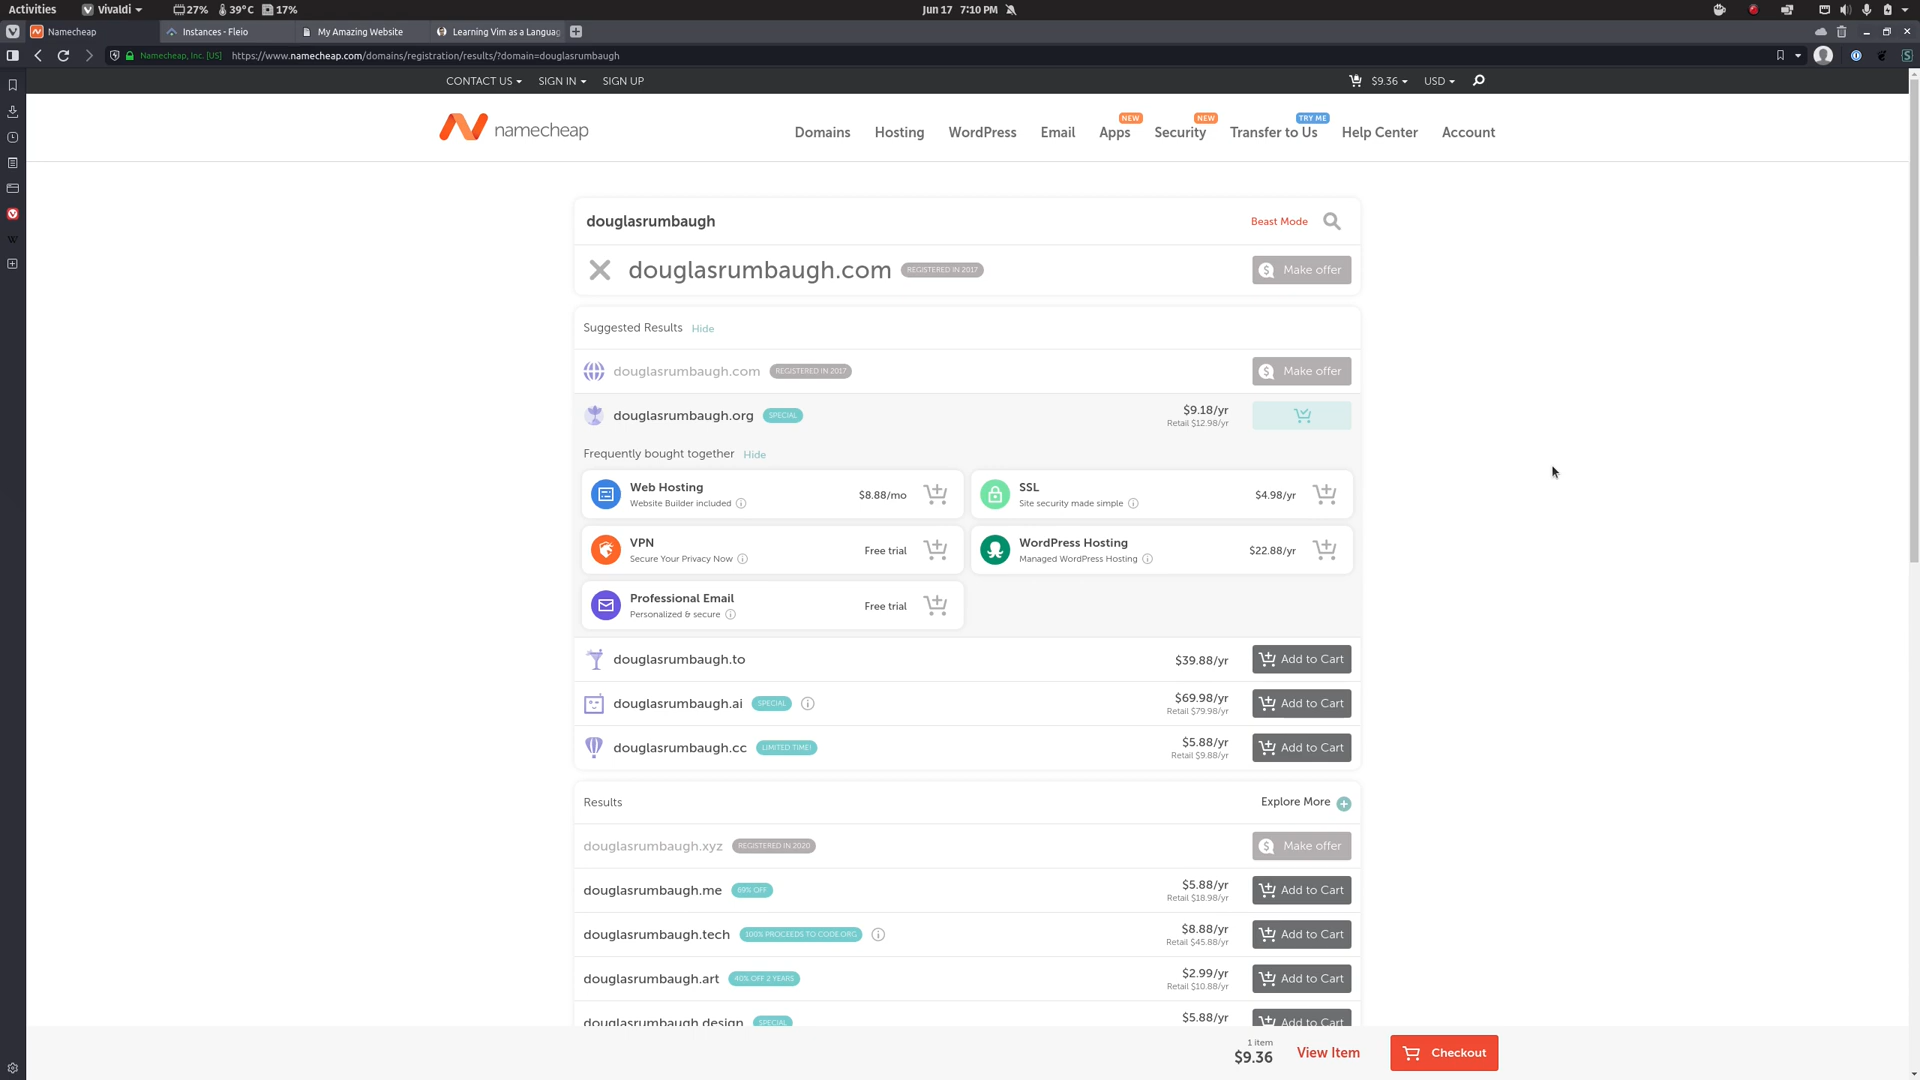 Activities
Vivaldi
27%
39°C
17%
Jun 17 7:10 PM
Namecheap
Instances - Fleio
My Amazing Website
Learning Vim as a Languag
Namecheap, Inc. [US]
https://www.namecheap.com/domains/registration/results/?domain=douglasrumbaugh
CONTACT US
SIGN IN
SIGN UP
$9.36
USD
namecheap
Domains
Hosting
WordPress
Email
Apps
NEW
Security
NEW
Transfer to Us
TRY ME
Help Center
Account
douglasrumbaugh
Beast Mode
douglasrumbaugh.com
REGISTERED IN 2017
Make offer
Suggested Results
Hide
douglasrumbaugh.com
REGISTERED IN 2017
Make offer
douglasrumbaugh.org
SPECIAL
$9.18/yr
Retail $12.98/yr
Frequently bought together
Hide
Web Hosting
Website Builder included
$8.88/mo
SSL
Site security made simple
$4.98/yr
VPN
Secure Your Privacy Now
Free trial
WordPress Hosting
Managed WordPress Hosting
$22.88/yr
Professional Email
Personalized & secure
Free trial
douglasrumbaugh.to
$39.88/yr
Add to Cart
douglasrumbaugh.ai
SPECIAL
$69.98/yr
Retail $79.98/yr
Add to Cart
douglasrumbaugh.cc
LIMITED TIME!
$5.88/yr
Retail $9.88/yr
Add to Cart
Results
Explore More
douglasrumbaugh.xyz
REGISTERED IN 2020
Make offer
douglasrumbaugh.me
69% OFF
$5.88/yr
Retail $18.98/yr
Add to Cart
douglasrumbaugh.tech
100% PROCEEDS TO CODE.ORG
$8.88/yr
Retail $45.88/yr
Add to Cart
douglasrumbaugh.art
40% OFF 2 YEARS
$2.99/yr
Retail $10.88/yr
Add to Cart
douglasrumbaugh.design
SPECIAL
$5.88/yr
Add to Cart
1 item
$9.36
View Item
Checkout